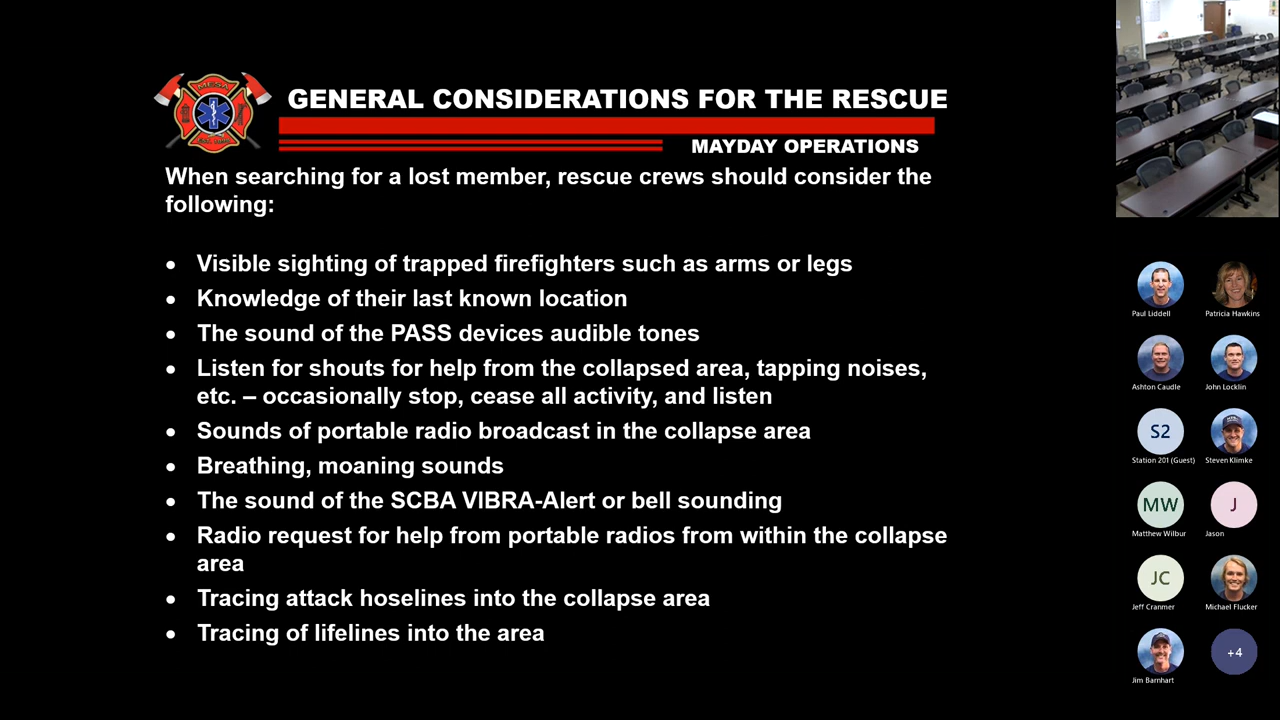 GENERAL CONSIDERATIONS FOR THE RESCUE
MAYDAY OPERATIONS
When searching for a lost member, rescue crews should consider the
following:
• Visible sighting of trapped firefighters such as arms or legs
• Knowledge of their last known location
• The sound of the PASS devices audible tones
• Listen for shouts for help from the collapsed area, tapping noises,
etc. – occasionally stop, cease all activity, and listen
• Sounds of portable radio broadcast in the collapse area
• Breathing, moaning sounds
• The sound of the SCBA VIBRA-Alert or bell sounding
• Radio request for help from portable radios from within the collapse
area
• Tracing attack hoselines into the collapse area
• Tracing of lifelines into the area
Paul Liddell
Patricia Hawkins
Ashton Caudle
John Locklin
S2
Station 201 (Guest)
Steven Klimke
MW
Matthew Wilbur
J
Jason
JC
Jeff Cranmer
Michael Flucker
Jim Barnhart
+4